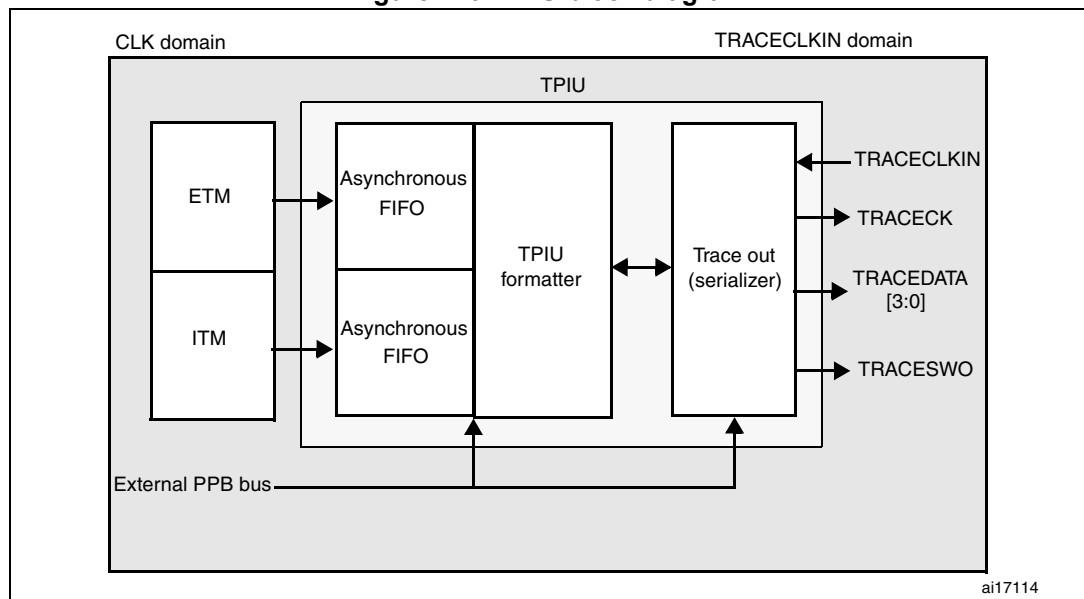 CLK domain
TRACECLKIN domain
TPIU
ETM
Asynchronous
FIFO
TPIU
formatter
Trace out
(serializer)
TRACECLKIN
TRACECK
TRACEDATA
[3:0]
TRACESWO
ITM
Asynchronous
FIFO
External PPB bus
ai17114